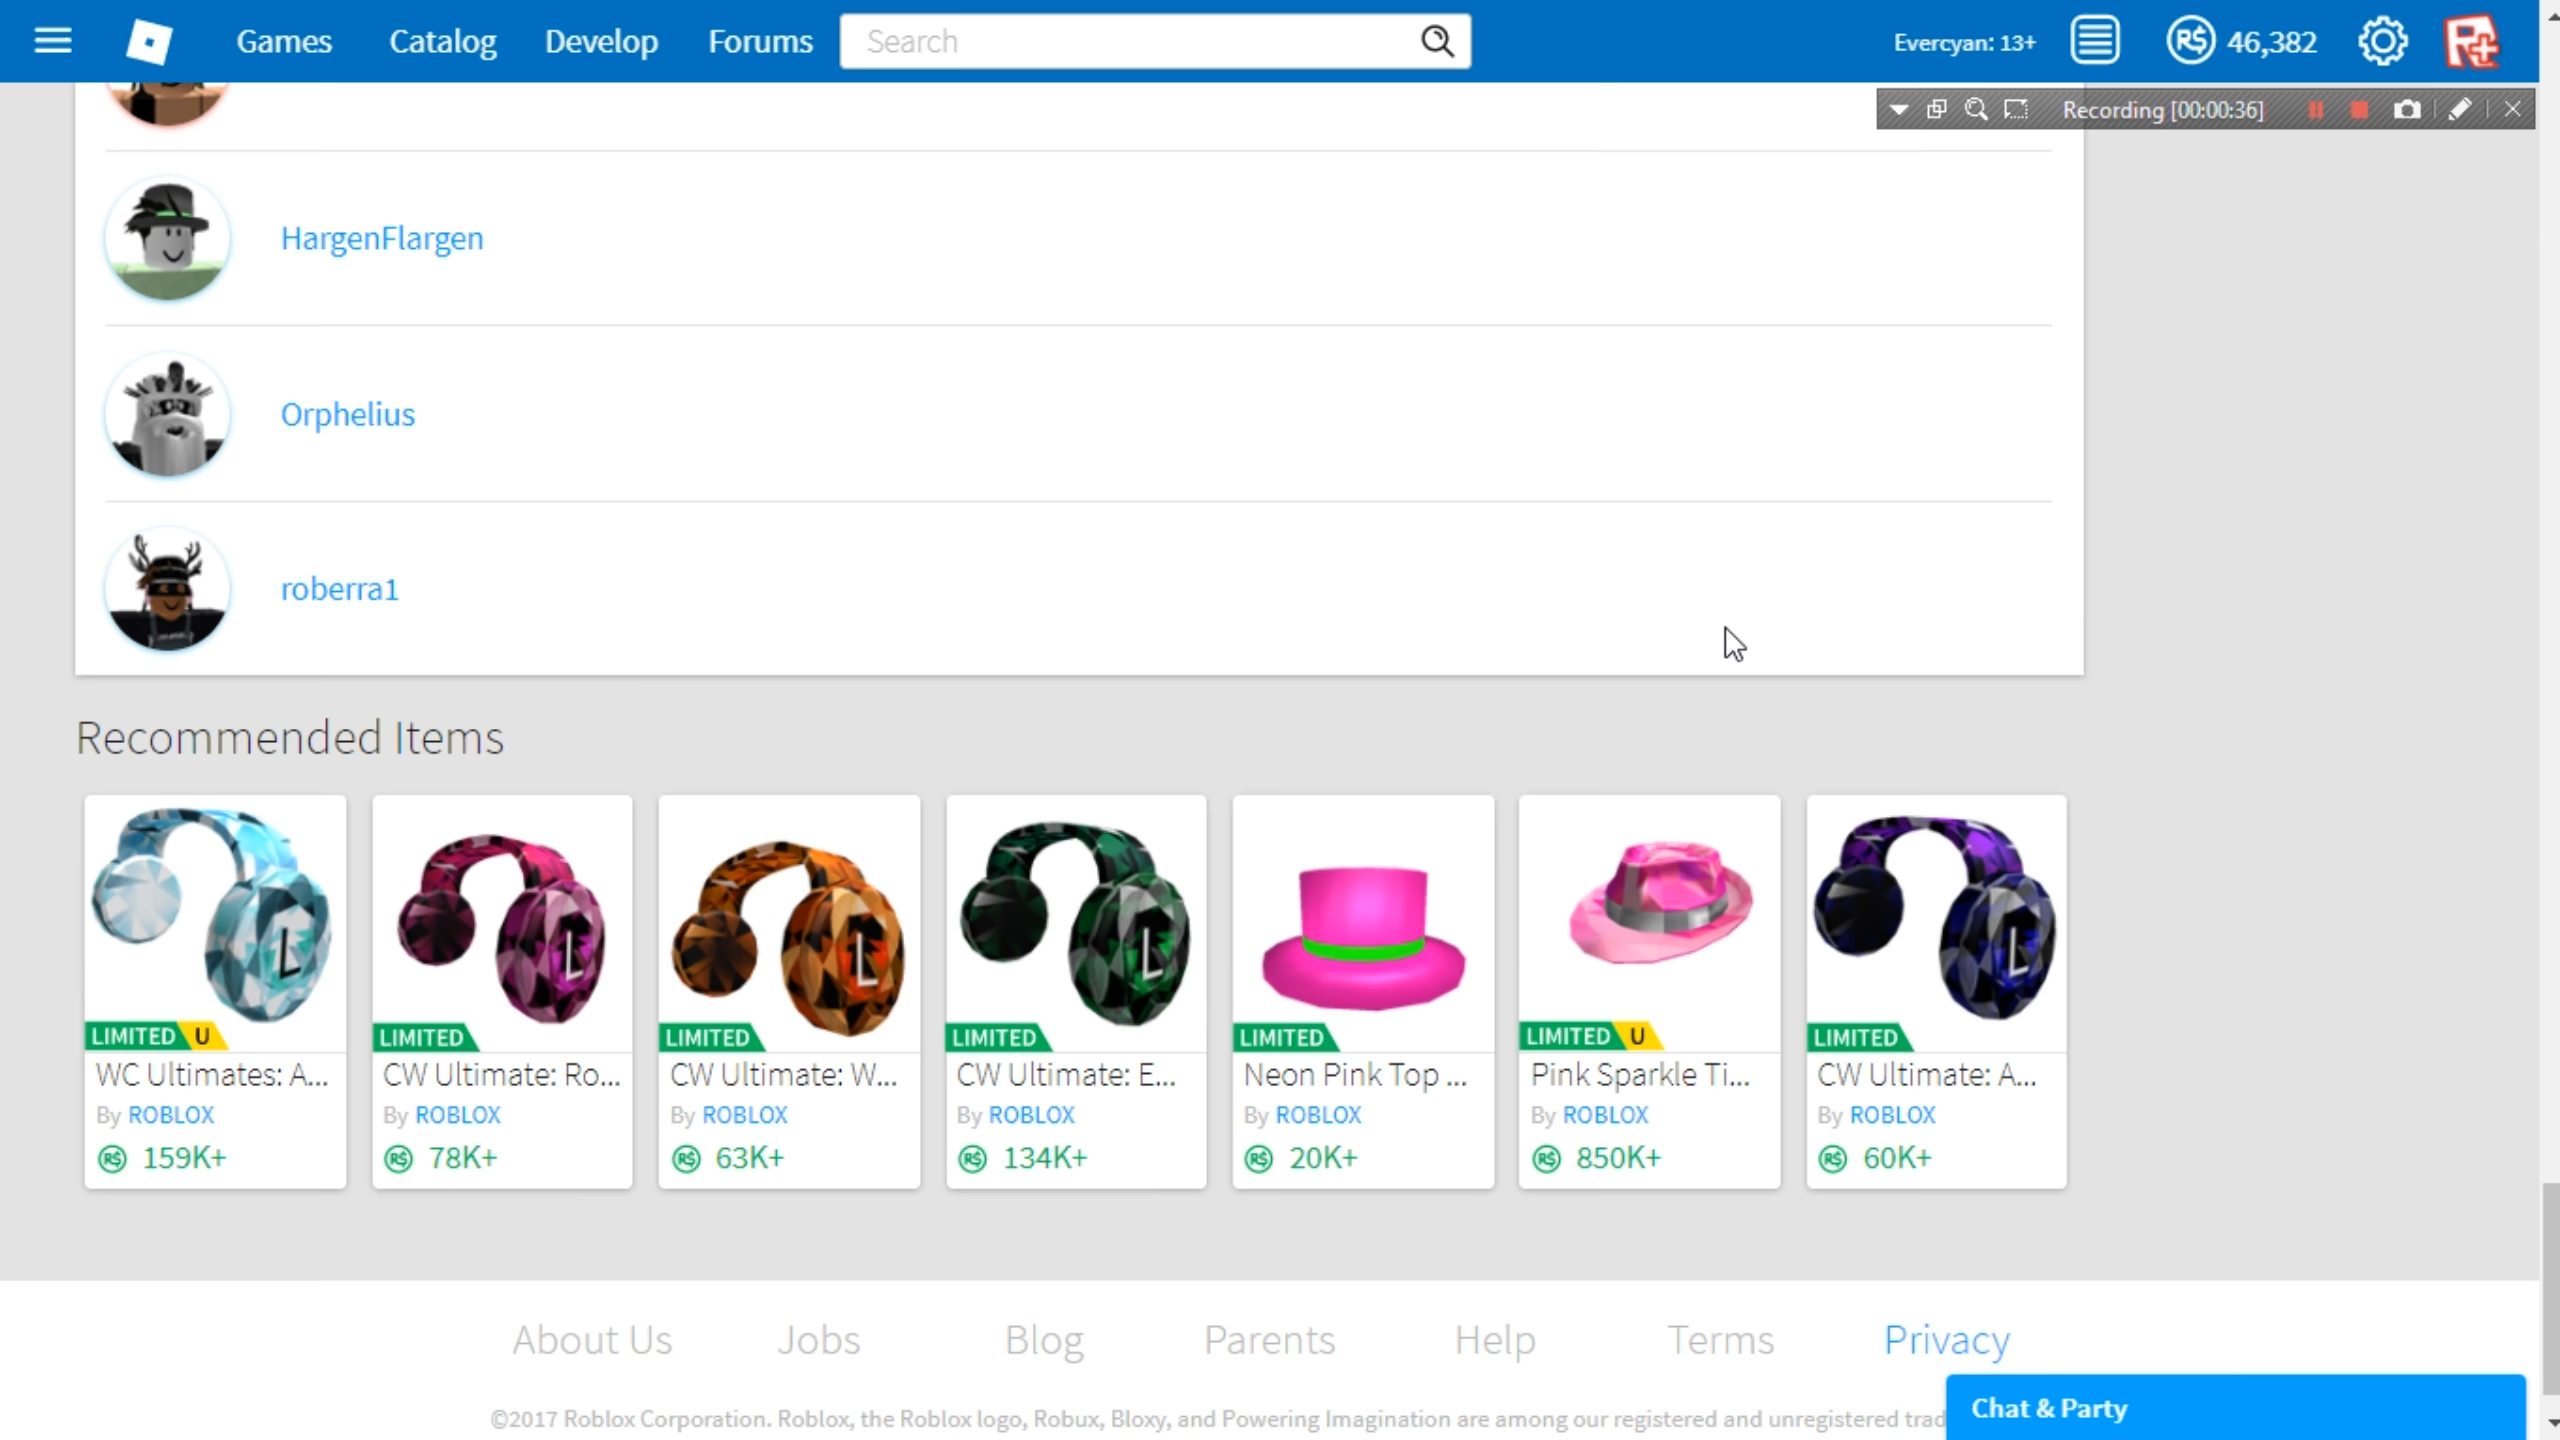 Games Catalog Develop Forums Search Evercyan: 13+ R$ 46,382 R+
Recording [00:00:36]
HargenFlargen
Orphelius
roberra1
Recommended Items
L L L L L
LIMITED U LIMITED LIMITED LIMITED LIMITED LIMITED U LIMITED
WC Ultimates: A... CW Ultimate: Ro... CW Ultimate: W... CW Ultimate: E... Neon Pink Top ... Pink Sparkle Ti... CW Ultimate: A...
By ROBLOX By ROBLOX By ROBLOX By ROBLOX By ROBLOX By ROBLOX By ROBLOX
R$ 159K+ R$ 78K+ R$ 63K+ R$ 134K+ R$ 20K+ R$ 850K+ R$ 60K+
About Us Jobs Blog Parents Help Terms Privacy
©2017 Roblox Corporation. Roblox, the Roblox logo, Robux, Bloxy, and Powering Imagination are among our registered and unregistered trad
Chat & Party